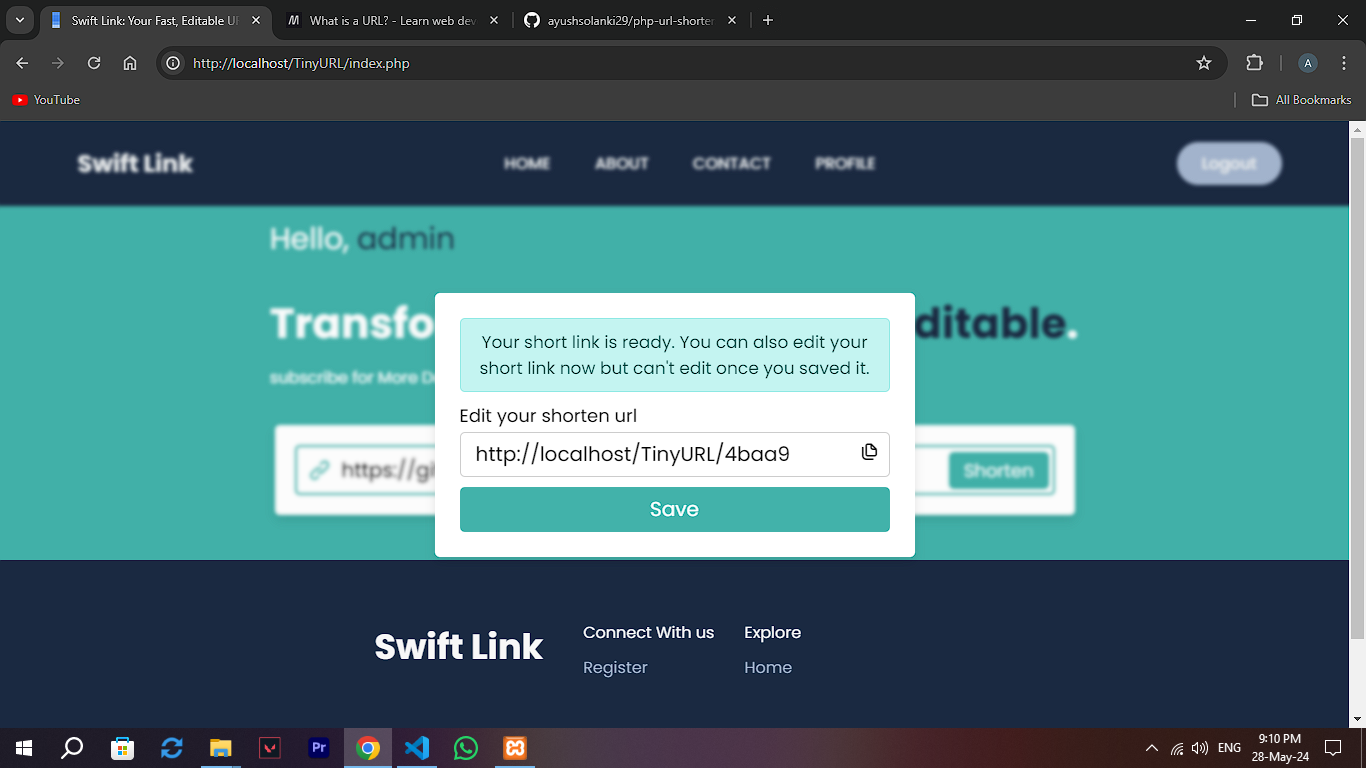 Swift Link: Your Fast, Editable U
What is a URL? - Learn web dev
ayushsolanki29/php-url-shorter
http://localhost/TinyURL/index.php
A
YouTube
All Bookmarks
Swift Link
HOME
ABOUT
CONTACT
PROFILE
Logout
Hello, admin
Transfo
ditable.
subscribe for More D
Your short link is ready. You can also edit your
short link now but can't edit once you saved it.
Edit your shorten url
https://gi
http://localhost/TinyURL/4baa9
Shorten
Save
Swift Link
Connect With us
Explore
Register
Home
Pr
ENG
9:10 PM
28-May-24